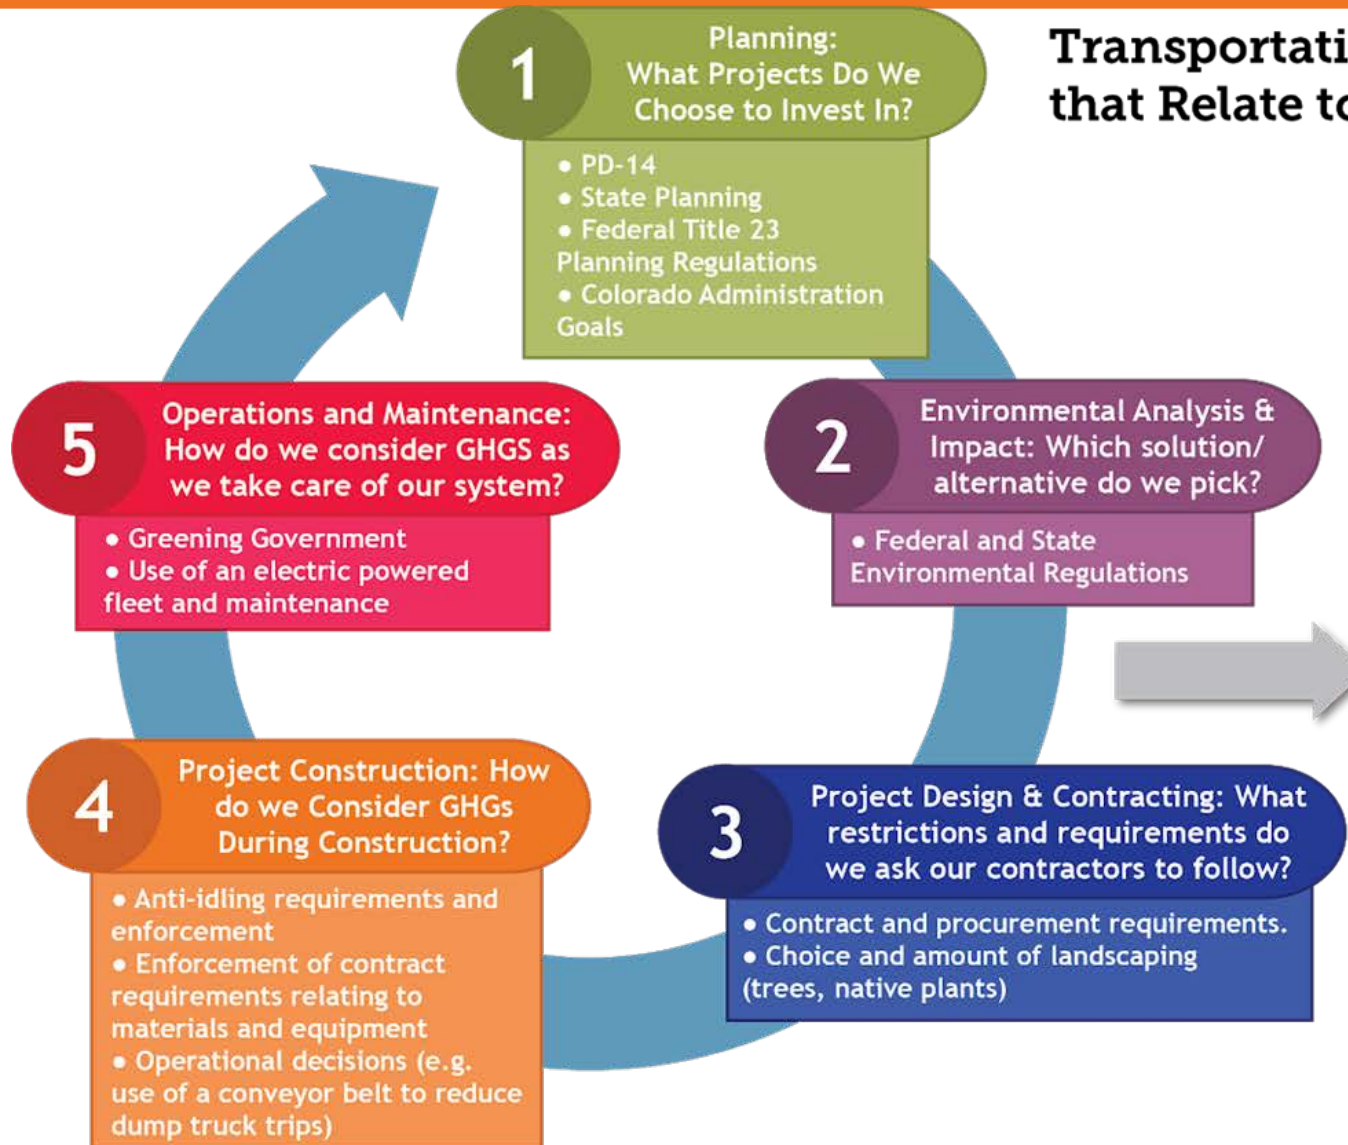 Transportati
that Relate to
1
Planning:
What Projects Do We
Choose to Invest In?
● PD-14
● State Planning
● Federal Title 23
Planning Regulations
● Colorado Administration
Goals
2
Environmental Analysis &
Impact: Which solution/
alternative do we pick?
● Federal and State
Environmental Regulations
3
Project Design & Contracting: What
restrictions and requirements do
we ask our contractors to follow?
● Contract and procurement requirements.
● Choice and amount of landscaping
(trees, native plants)
4
Project Construction: How
do we Consider GHGs
During Construction?
● Anti-idling requirements and
enforcement
● Enforcement of contract
requirements relating to
materials and equipment
● Operational decisions (e.g.
use of a conveyor belt to reduce
dump truck trips)
5
Operations and Maintenance:
How do we consider GHGS as
we take care of our system?
● Greening Government
● Use of an electric powered
fleet and maintenance